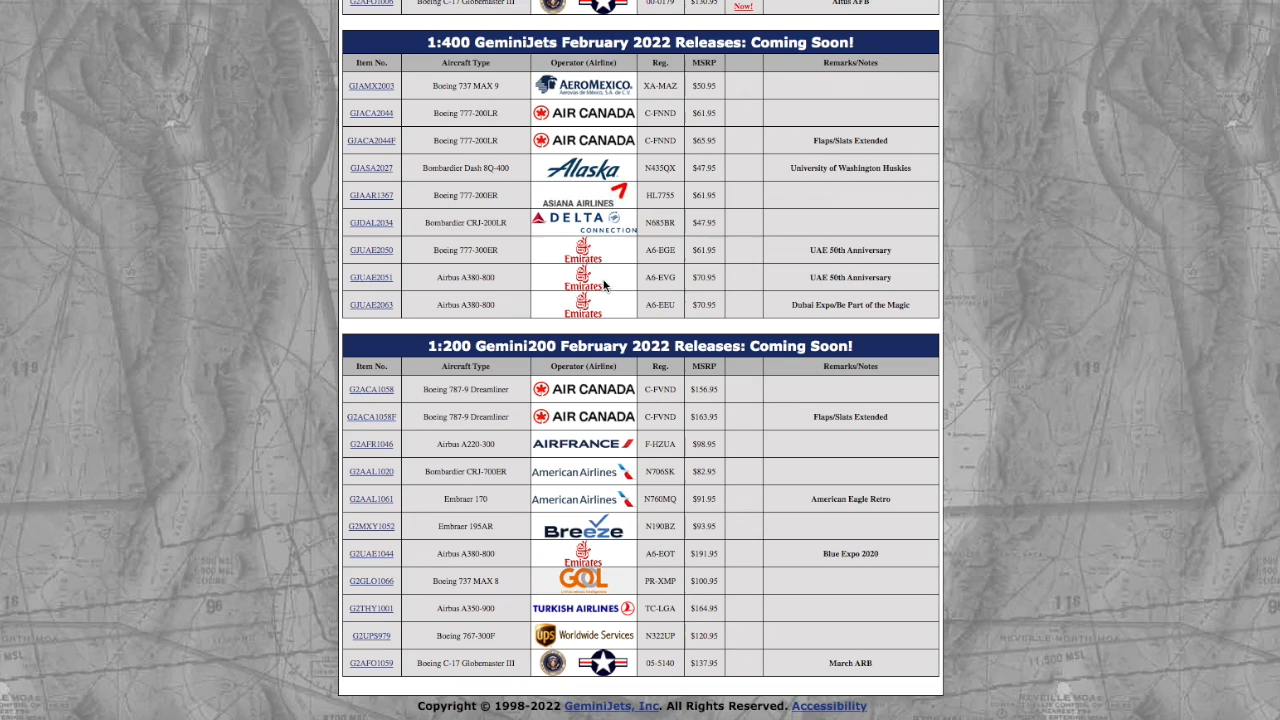 G2AFO1006 Boeing C-17 Globemaster III 00-0179 $130.95 Now! Altus AFB
1:400 GeminiJets February 2022 Releases: Coming Soon!
Item No. Aircraft Type Operator (Airline) Reg. MSRP Remarks/Notes
GJAMX2003 Boeing 737 MAX 9 AEROMEXICO. Aerovías de México, S.A. de C.V. XA-MAZ $50.95
GJACA2044 Boeing 777-200LR AIR CANADA C-FNND $61.95
GJACA2044F Boeing 777-200LR AIR CANADA C-FNND $65.95 Flaps/Slats Extended
GJASA2027 Bombardier Dash 8Q-400 Alaska N435QX $47.95 University of Washington Huskies
GJAAR1367 Boeing 777-200ER ASIANA AIRLINES HL7755 $61.95
GJDAL2034 Bombardier CRJ-200LR DELTA CONNECTION N685BR $47.95
GJUAE2050 Boeing 777-300ER Emirates A6-EGE $61.95 UAE 50th Anniversary
GJUAE2051 Airbus A380-800 Emirates A6-EVG $70.95 UAE 50th Anniversary
GJUAE2063 Airbus A380-800 Emirates A6-EEU $70.95 Dubai Expo/Be Part of the Magic
1:200 Gemini200 February 2022 Releases: Coming Soon!
Item No. Aircraft Type Operator (Airline) Reg. MSRP Remarks/Notes
G2ACA1058 Boeing 787-9 Dreamliner AIR CANADA C-FVND $156.95
G2ACA1058F Boeing 787-9 Dreamliner AIR CANADA C-FVND $163.95 Flaps/Slats Extended
G2AFR1046 Airbus A220-300 AIRFRANCE F-HZUA $98.95
G2AAL1020 Bombardier CRJ-700ER American Airlines N706SK $82.95
G2AAL1061 Embraer 170 American Airlines N760MQ $91.95 American Eagle Retro
G2MXY1052 Embraer 195AR Breeze N190BZ $93.95
G2UAE1044 Airbus A380-800 Emirates A6-EOT $191.95 Blue Expo 2020
G2GLO1066 Boeing 737 MAX 8 GOL PR-XMP $100.95
G2THY1001 Airbus A350-900 TURKISH AIRLINES TC-LGA $164.95
G2UPS979 Boeing 767-300F ups Worldwide Services N322UP $120.95
G2AFO1059 Boeing C-17 Globemaster III 05-5140 $137.95 March ARB
Copyright © 1998-2022 GeminiJets, Inc. All Rights Reserved. Accessibility